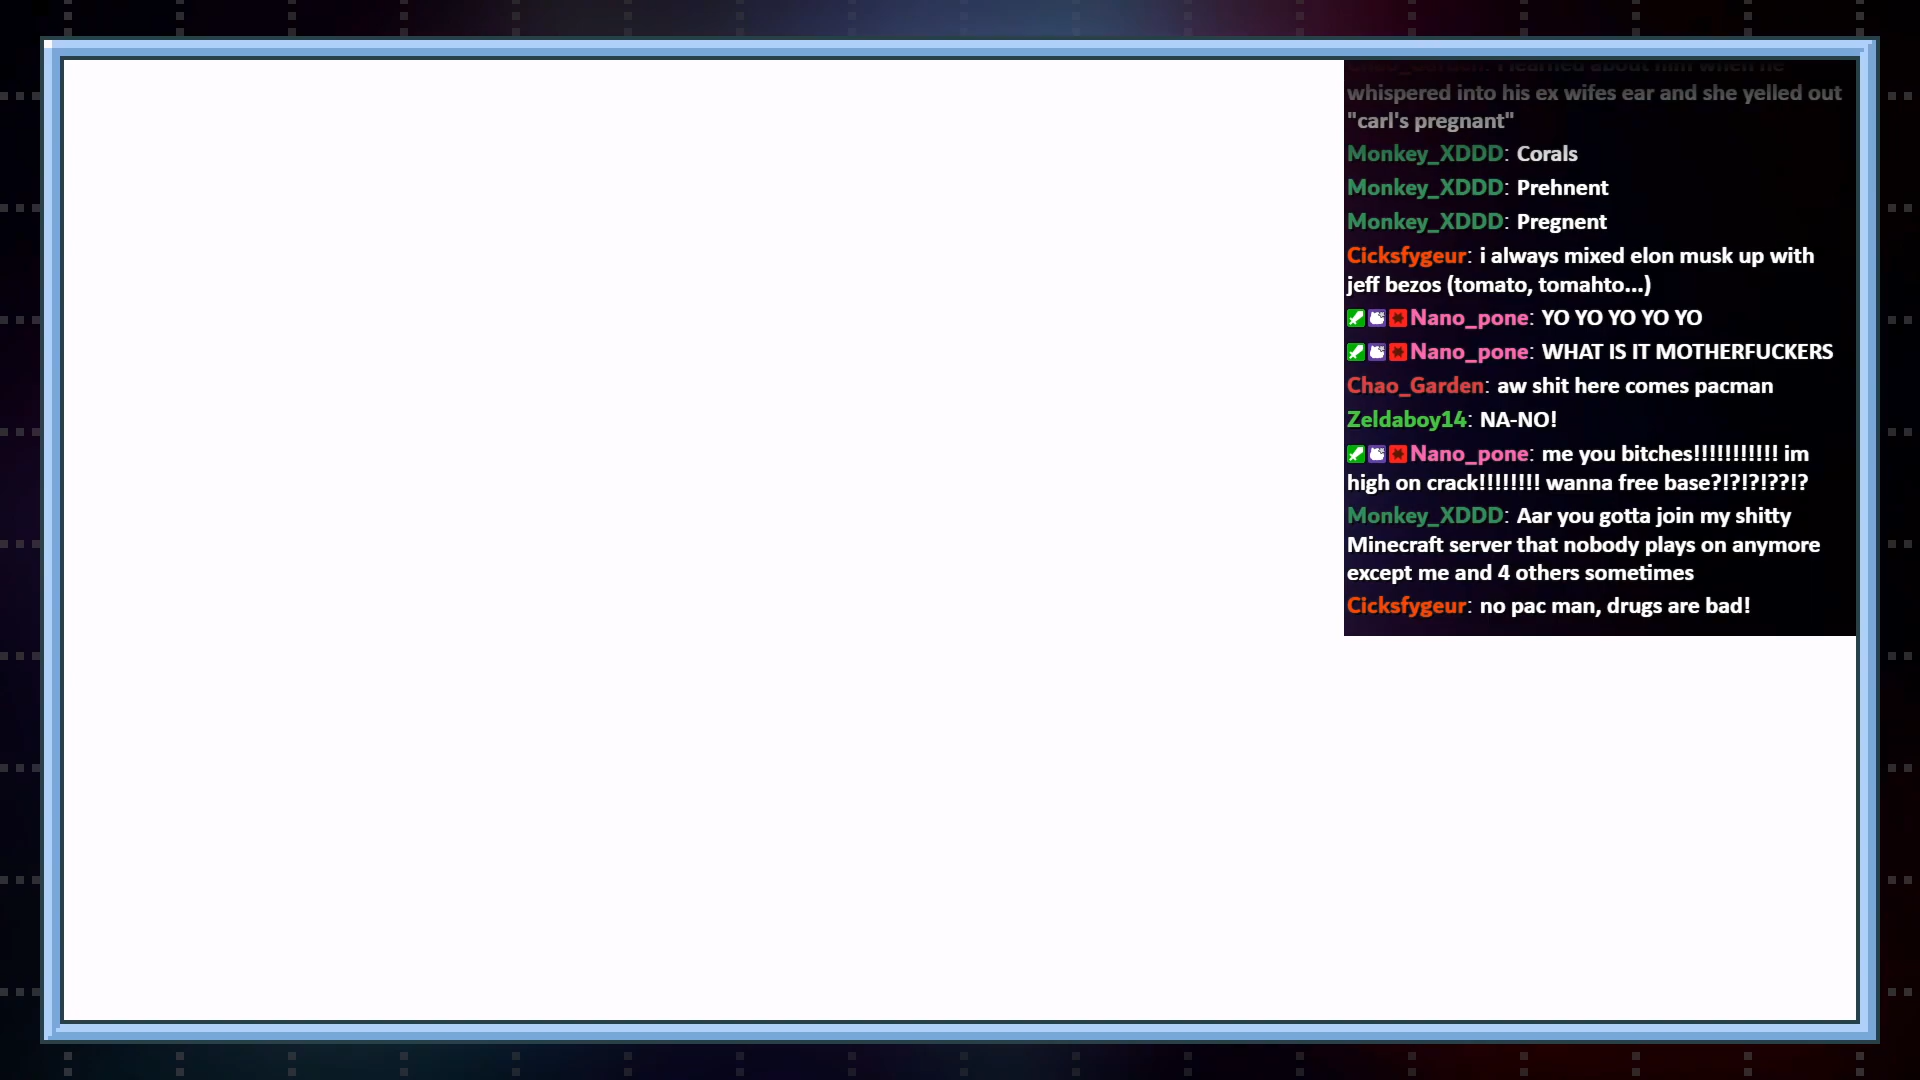 whispered into his ex wifes ear and she yelled out
"carl's pregnant"
Monkey_XDDD: Corals
Monkey_XDDD: Prehnent
Monkey_XDDD: Pregnent
Cicksfygeur: i always mixed elon musk up with
jeff bezos (tomato, tomahto...)
Nano_pone: YO YO YO YO YO
Nano_pone: WHAT IS IT MOTHERFUCKERS
Chao_Garden: aw shit here comes pacman
Zeldaboy14: NA-NO!
Nano_pone: me you bitches!!!!!!!!!!! im
high on crack!!!!!!!! wanna free base?!?!?!??!?
Monkey_XDDD: Aar you gotta join my shitty
Minecraft server that nobody plays on anymore
except me and 4 others sometimes
Cicksfygeur: no pac man, drugs are bad!